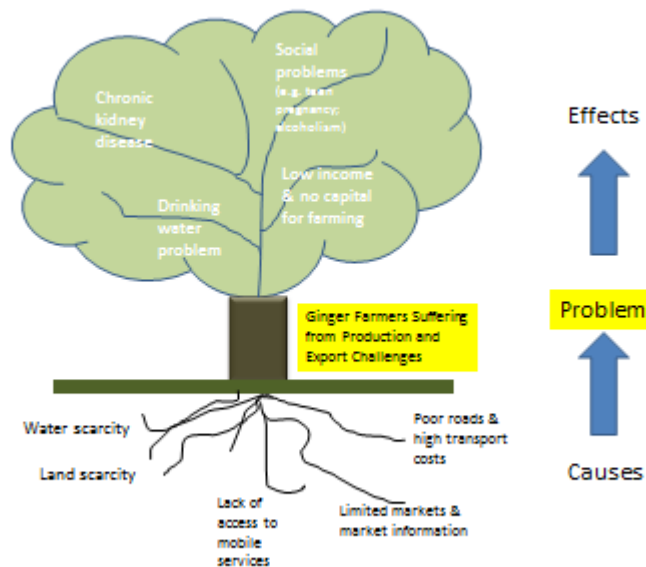 Social
problems
(e.g. teen
pregnancy;
alcoholism)
Chronic
kidney
disease
Low income
& no capital
for farming
Drinking
water
problem
Effects
Ginger Farmers Suffering
from Production and
Export Challenges
Problem
Water scarcity
Land scarcity
Lack of
access to
mobile
services
Limited markets &
market information
Poor roads &
high transport
costs
Causes